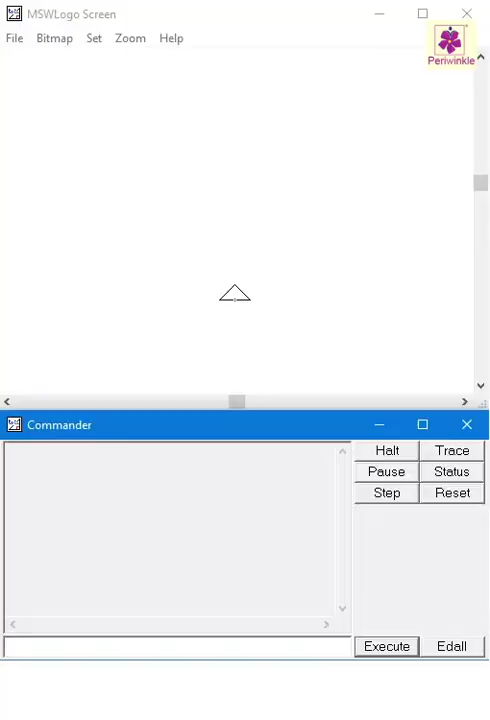 MSWLogo Screen
File Bitmap Set Zoom Help
Periwinkle
Commander
Halt Trace
Pause Status
Step Reset
Execute Edall